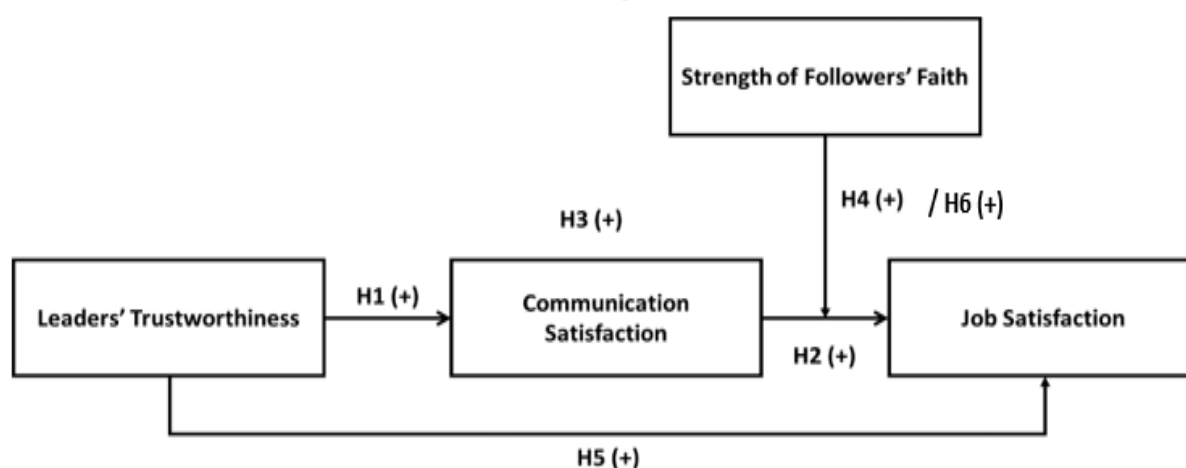 Strength of Followers' Faith
H4 (+) / H6 (+)
H3 (+)
Leaders' Trustworthiness
H1 (+)
Communication
Satisfaction
H2 (+)
Job Satisfaction
H5 (+)